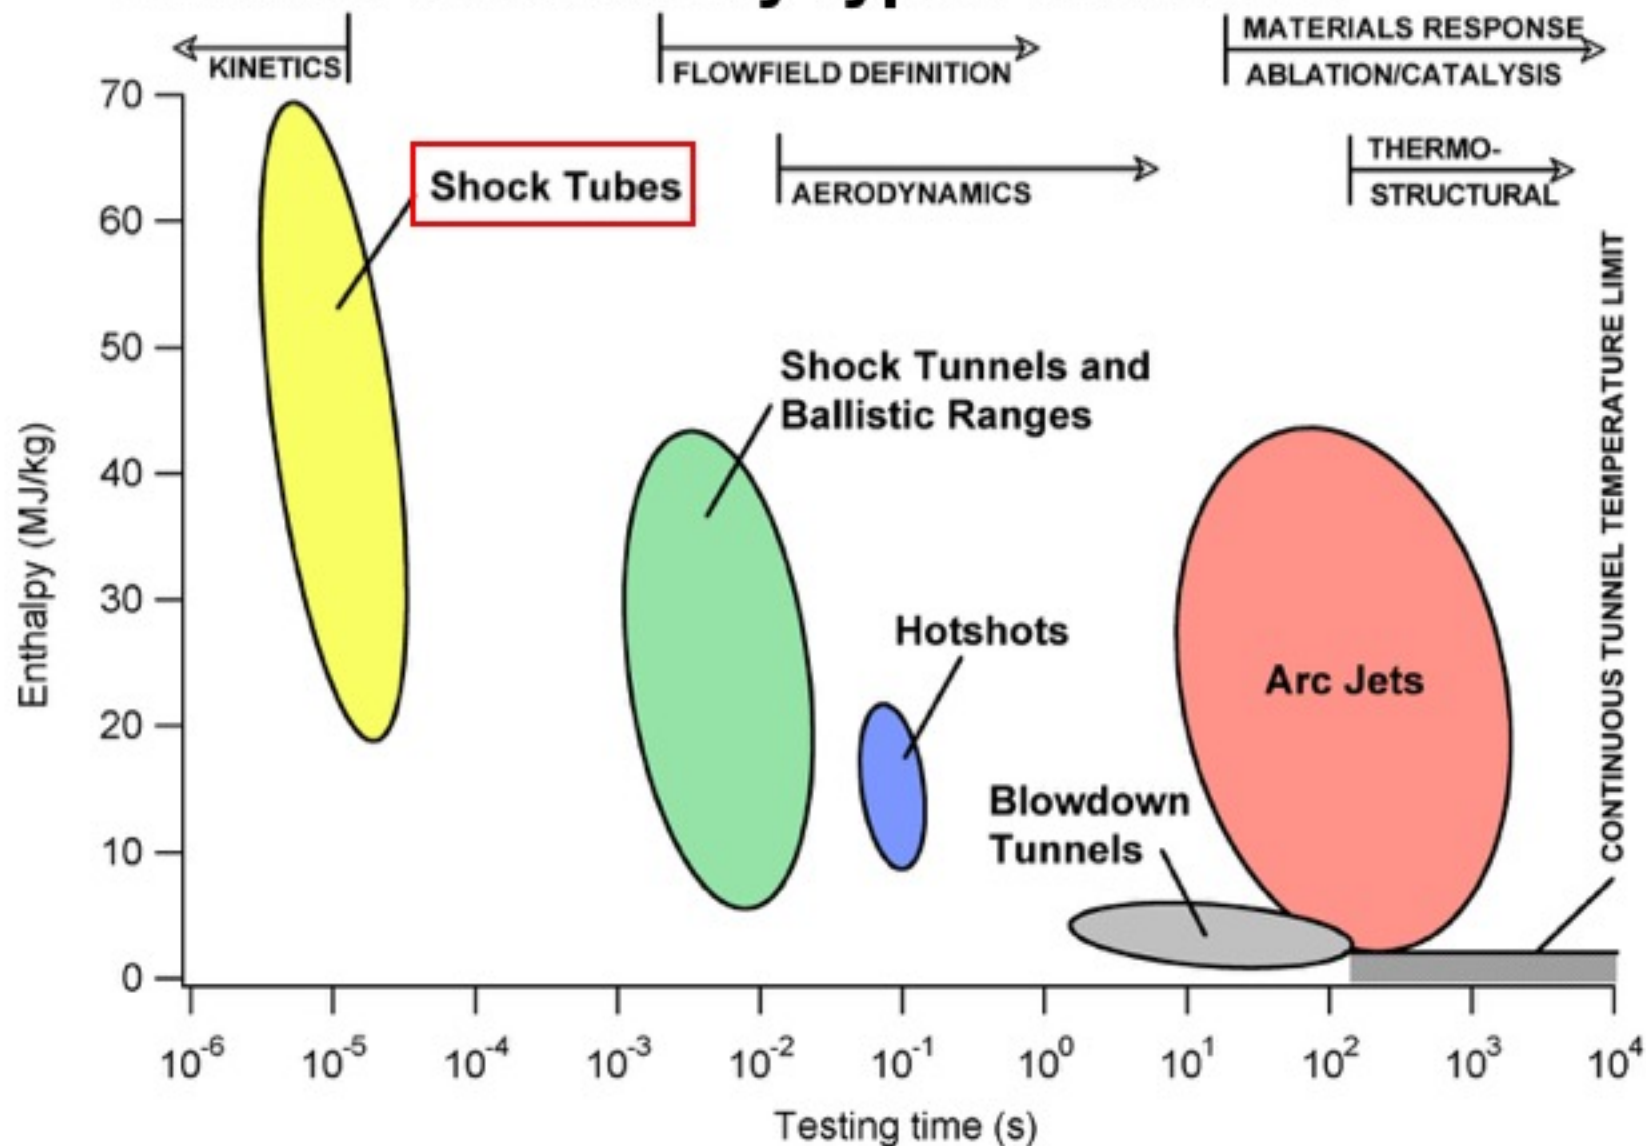 KINETICS
FLOWFIELD DEFINITION
MATERIALS RESPONSE
ABLATION/CATALYSIS
AERODYNAMICS
THERMO-
STRUCTURAL
Shock Tubes
Shock Tunnels and
Ballistic Ranges
Hotshots
Arc Jets
Blowdown
Tunnels
CONTINUOUS TUNNEL TEMPERATURE LIMIT
Enthalpy (MJ/kg)
70
60
50
40
30
20
10
0
10⁻⁶ 10⁻⁵ 10⁻⁴ 10⁻³ 10⁻² 10⁻¹ 10⁰ 10¹ 10² 10³ 10⁴
Testing time (s)